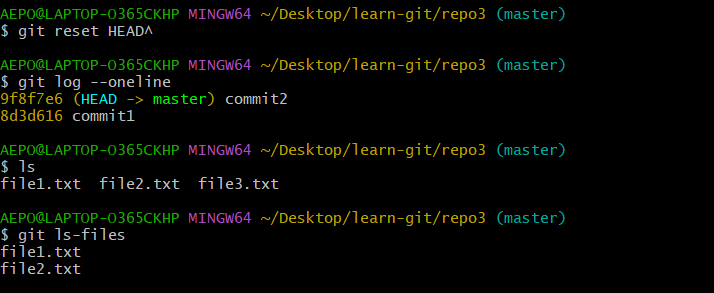 AEPO@LAPTOP-O365CKHP MINGW64 ~/Desktop/learn-git/repo3 (master)
$ git reset HEAD^
AEPO@LAPTOP-O365CKHP MINGW64 ~/Desktop/learn-git/repo3 (master)
$ git log --oneline
9f8f7e6 (HEAD -> master) commit2
8d3d616 commit1
AEPO@LAPTOP-O365CKHP MINGW64 ~/Desktop/learn-git/repo3 (master)
$ ls
file1.txt  file2.txt  file3.txt
AEPO@LAPTOP-O365CKHP MINGW64 ~/Desktop/learn-git/repo3 (master)
$ git ls-files
file1.txt
file2.txt